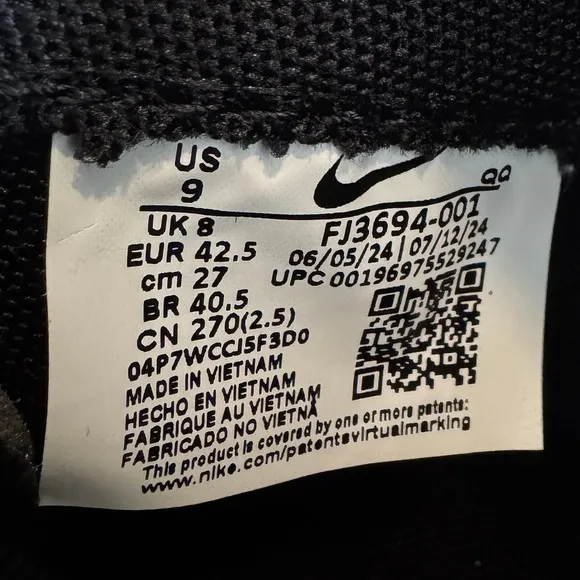 US
9
QQ
UK 8
FJ3694-001
EUR 42.5
06/05/24 | 07/12/24
cm 27
UPC 00196975529247
BR 40.5
CN 270(2.5)
04P7WCCJ5F3D0
MADE IN VIETNAM
HECHO EN VIETNAM
FABRIQUE AU VIETNAM
FABRICADO NO VIETNÃ
This product is covered by one or more patents:
www.nike.com/patentsvirtualmarking